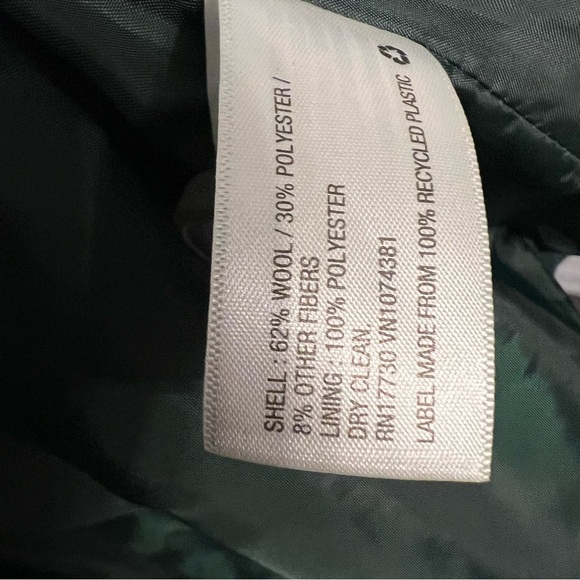 SHELL : 62% WOOL / 30% POLYESTER /
8% OTHER FIBERS
LINING : 100% POLYESTER
DRY CLEAN.
RN17730 VN1074381
LABEL MADE FROM 100% RECYCLED PLASTIC